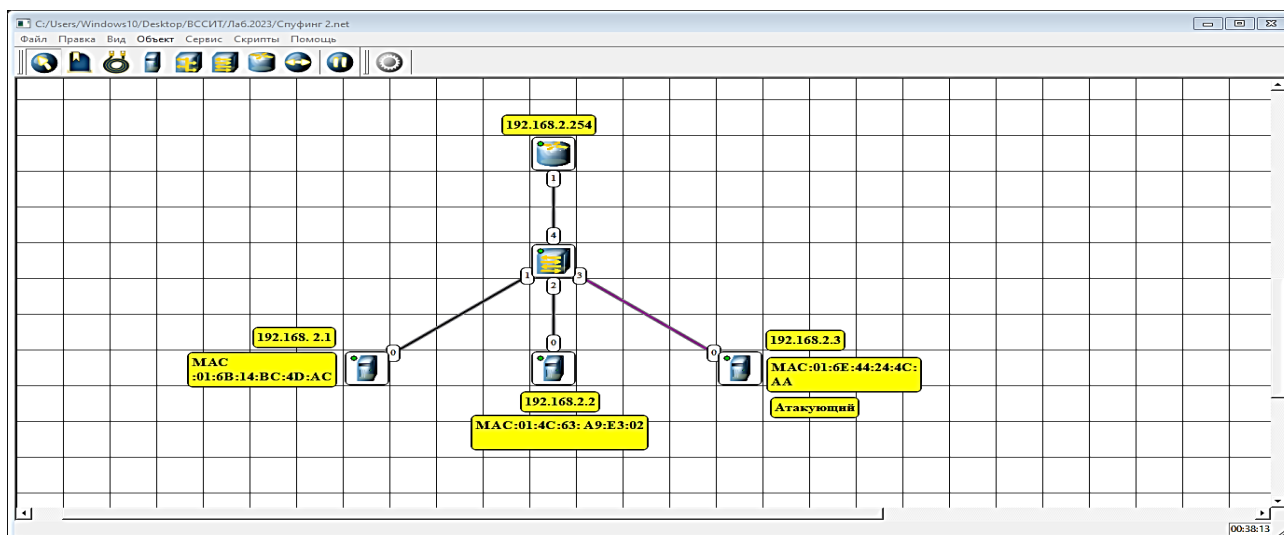 C:/Users/Windows10/Desktop/ВССИТ/Лаб.2023/Спуфинг 2.net
Файл Правка Вид Объект Сервис Скрипты Помощь
192.168.2.254
1
4
1
3
2
192.168. 2.1
0
0
0
192.168.2.3
MAC
:01:6B:14:BC:4D:AC
MAC:01:6E:44:24:4C:
AA
192.168.2.2
Атакующий
MAC:01:4C:63: A9:E3:02
00:38:13